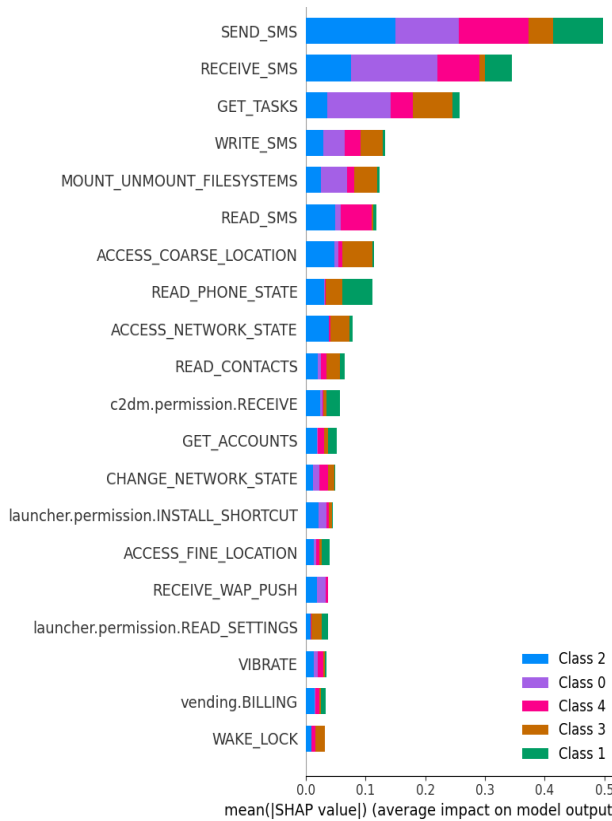 SEND_SMS
RECEIVE_SMS
GET_TASKS
WRITE_SMS
MOUNT_UNMOUNT_FILESYSTEMS
READ_SMS
ACCESS_COARSE_LOCATION
READ_PHONE_STATE
ACCESS_NETWORK_STATE
READ_CONTACTS
c2dm.permission.RECEIVE
GET_ACCOUNTS
CHANGE_NETWORK_STATE
launcher.permission.INSTALL_SHORTCUT
ACCESS_FINE_LOCATION
RECEIVE_WAP_PUSH
launcher.permission.READ_SETTINGS
VIBRATE
vending.BILLING
WAKE_LOCK
Class 2
Class 0
Class 4
Class 3
Class 1
0.0 0.1 0.2 0.3 0.4 0.5
mean(|SHAP value|) (average impact on model output